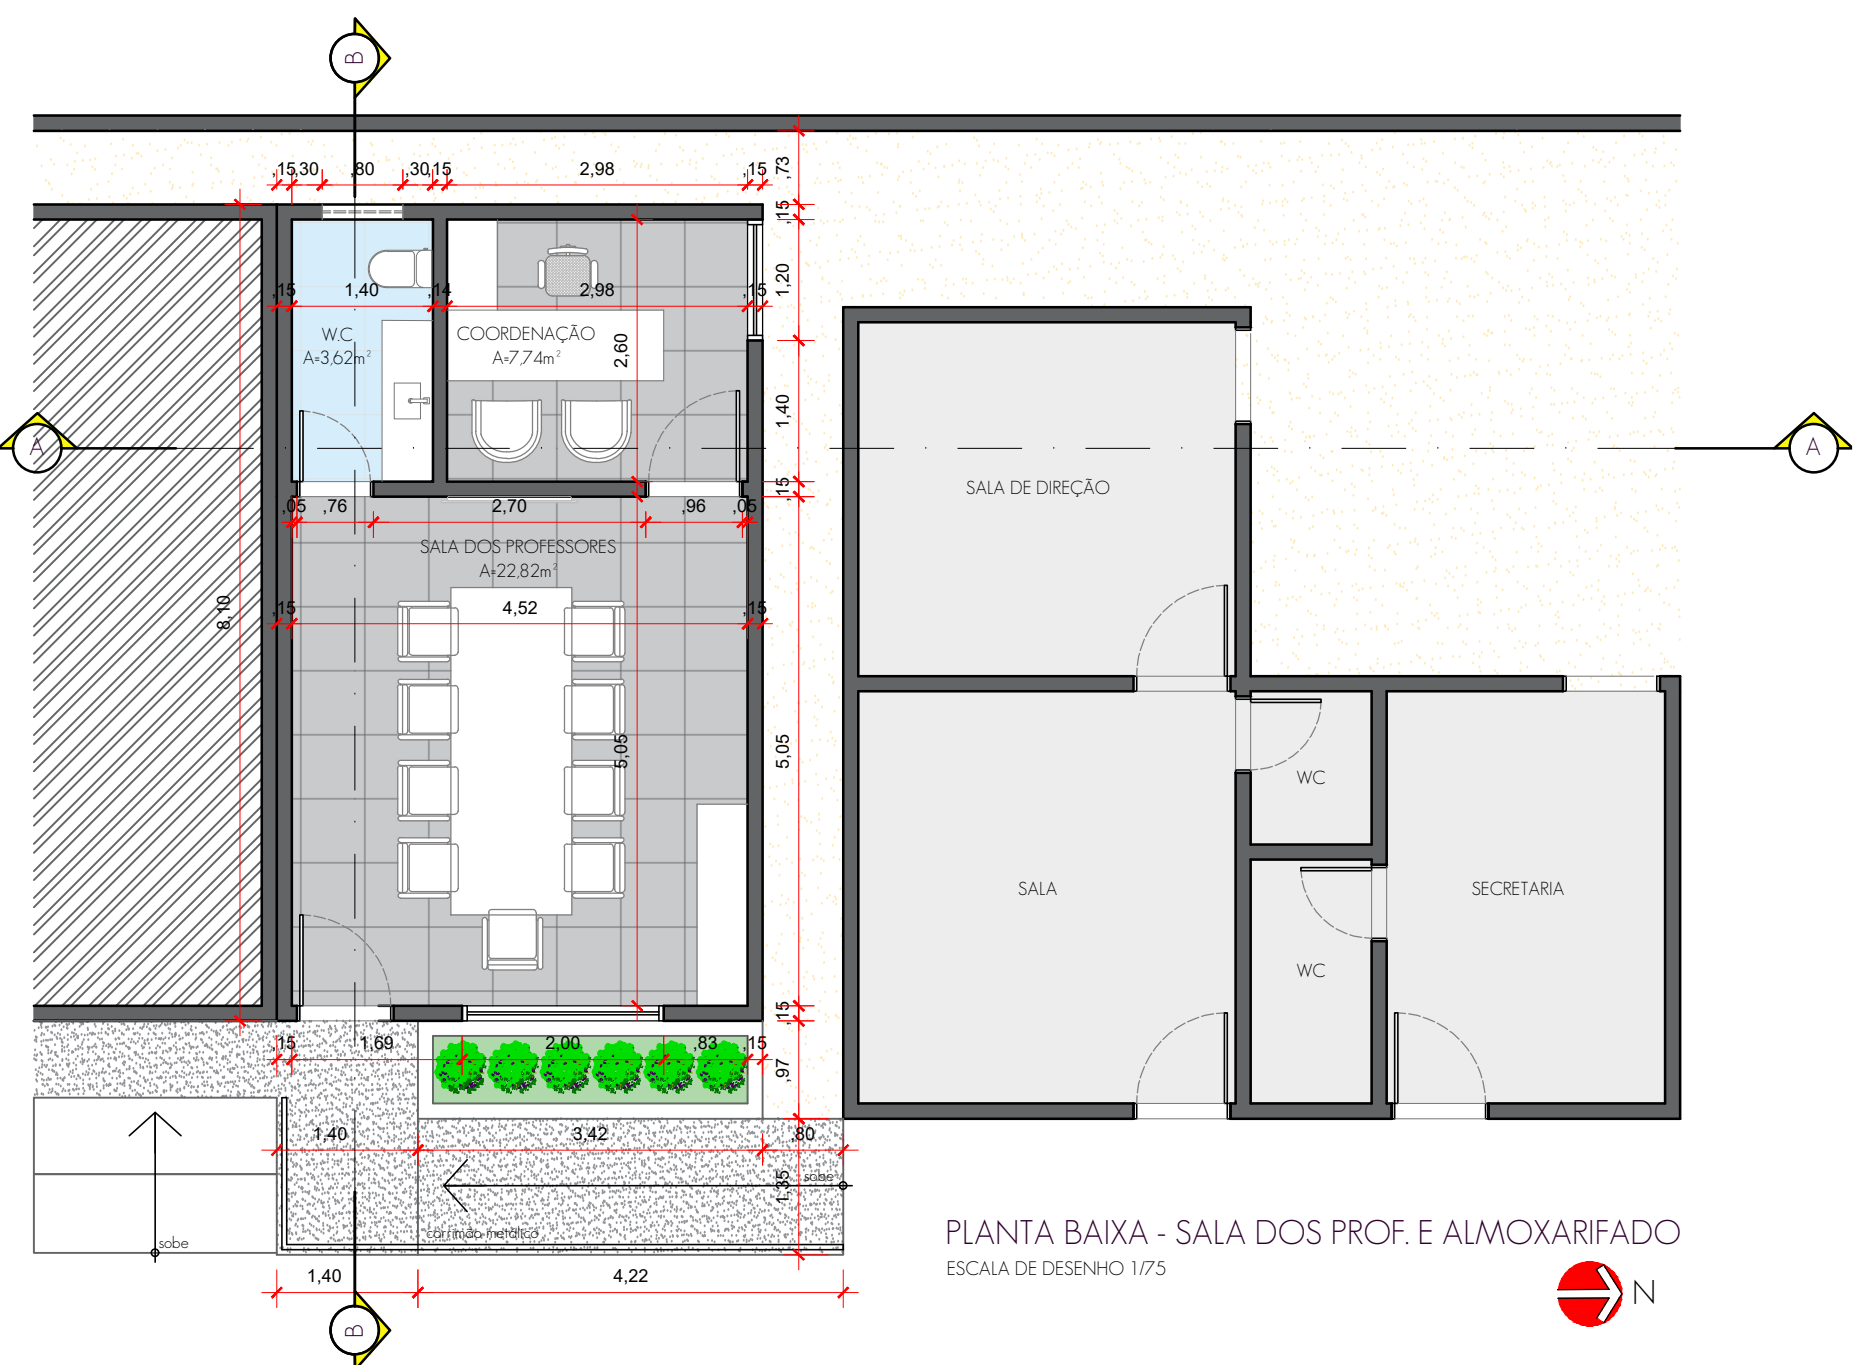 B
,15 ,30 ,80 ,30 ,15 2,98 ,15
,73
,15
1,20
,15 1,40 ,14 2,98 ,15
W.C
A=3,62m²
COORDENAÇÃO
A=7,74m²
2,60
1,40
A
A
SALA DE DIREÇÃO
,15
,05 ,76 2,70 ,96 ,05
SALA DOS PROFESSORES
A=22,82m²
8,10
,15 4,52 ,15
5,05
5,05
WC
SALA
SECRETARIA
WC
,15
,15 1,69 2,00 ,83 ,15
,97
1,40 3,42 ,80
1,35
sobe
corrimão metálico
sobe
PLANTA BAIXA - SALA DOS PROF. E ALMOXARIFADO
ESCALA DE DESENHO 1/75
1,40 4,22
N
B